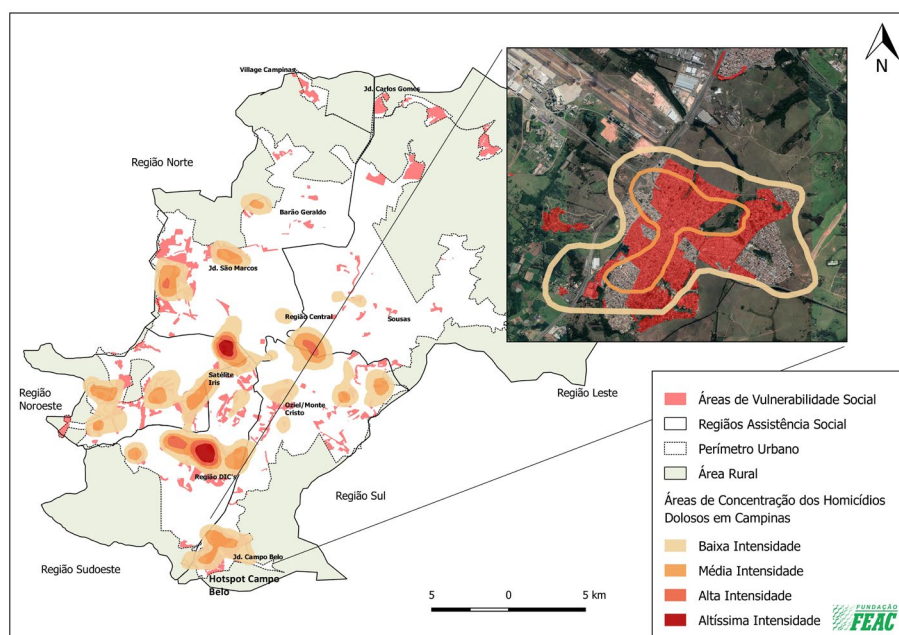 N
Village Campinas
Jd. Carlos Gomes
Região Norte
Barão Geraldo
Jd. São Marcos
Região Central
Sousas
Satélite
Iris
Região
Noroeste
Oziel/Monte
Cristo
Região Leste
Região DIC's
Região Sul
Região Sudoeste
Jd. Campo Belo
Hotspot Campo
Belo
5 0 5 km
Áreas de Vulnerabilidade Social
Regiãos Assistência Social
Perímetro Urbano
Área Rural
Áreas de Concentração dos Homicídios
Dolosos em Campinas
Baixa Intensidade
Média Intensidade
Alta Intensidade
Altíssima Intensidade
FUNDAÇÃO
FEAC